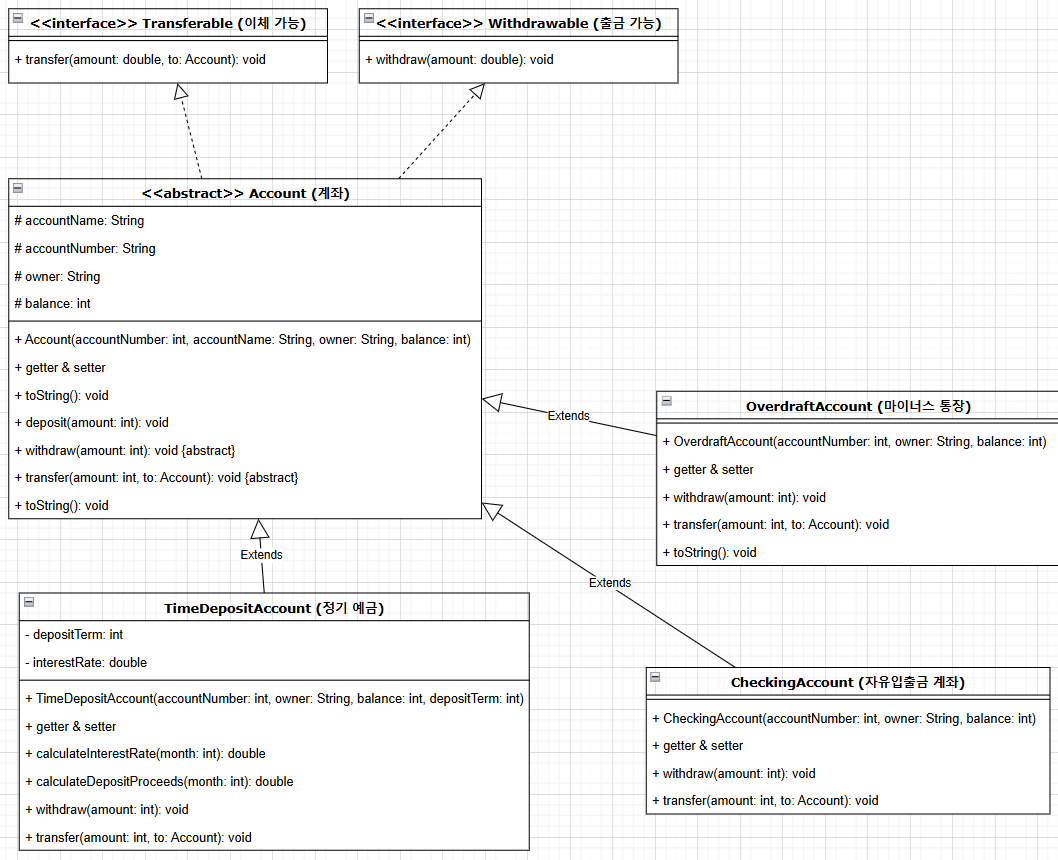 <<interface>> Transferable (이체 가능)
+ transfer(amount: double, to: Account): void
<<interface>> Withdrawable (출금 가능)
+ withdraw(amount: double): void
<<abstract>> Account (계좌)
# accountName: String
# accountNumber: String
# owner: String
# balance: int
+ Account(accountNumber: int, accountName: String, owner: String, balance: int)
+ getter & setter
+ toString(): void
+ deposit(amount: int): void
+ withdraw(amount: int): void {abstract}
+ transfer(amount: int, to: Account): void {abstract}
+ toString(): void
Extends
OverdraftAccount (마이너스 통장)
+ OverdraftAccount(accountNumber: int, owner: String, balance: int)
+ getter & setter
+ withdraw(amount: int): void
+ transfer(amount: int, to: Account): void
+ toString(): void
Extends
TimeDepositAccount (정기 예금)
- depositTerm: int
- interestRate: double
+ TimeDepositAccount(accountNumber: int, owner: String, balance: int, depositTerm: int)
+ getter & setter
+ calculateInterestRate(month: int): double
+ calculateDepositProceeds(month: int): double
+ withdraw(amount: int): void
+ transfer(amount: int, to: Account): void
Extends
CheckingAccount (자유입출금 계좌)
+ CheckingAccount(accountNumber: int, owner: String, balance: int)
+ getter & setter
+ withdraw(amount: int): void
+ transfer(amount: int, to: Account): void